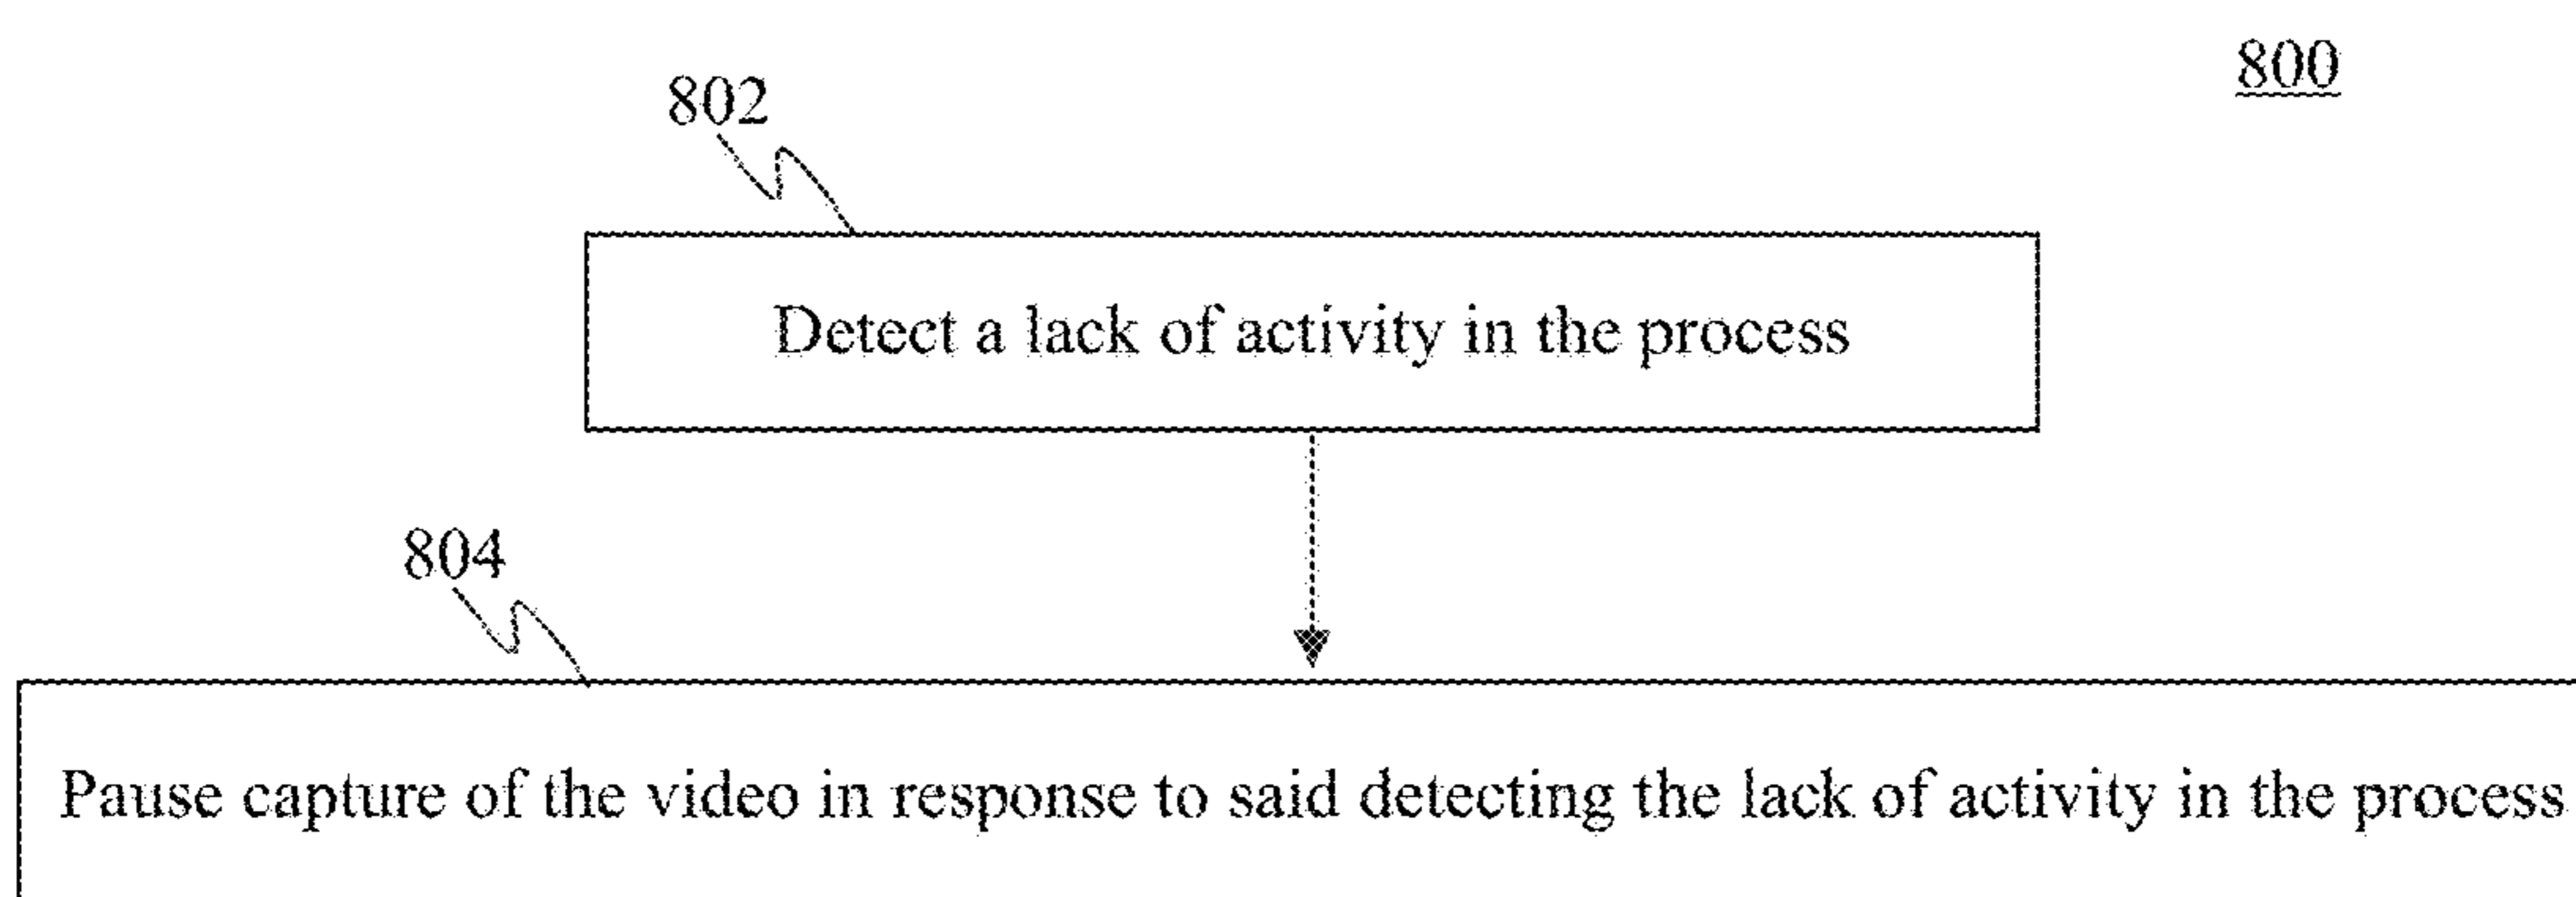 800
802
Detect a lack of activity in the process
804
Pause capture of the video in response to said detecting the lack of activity in the process